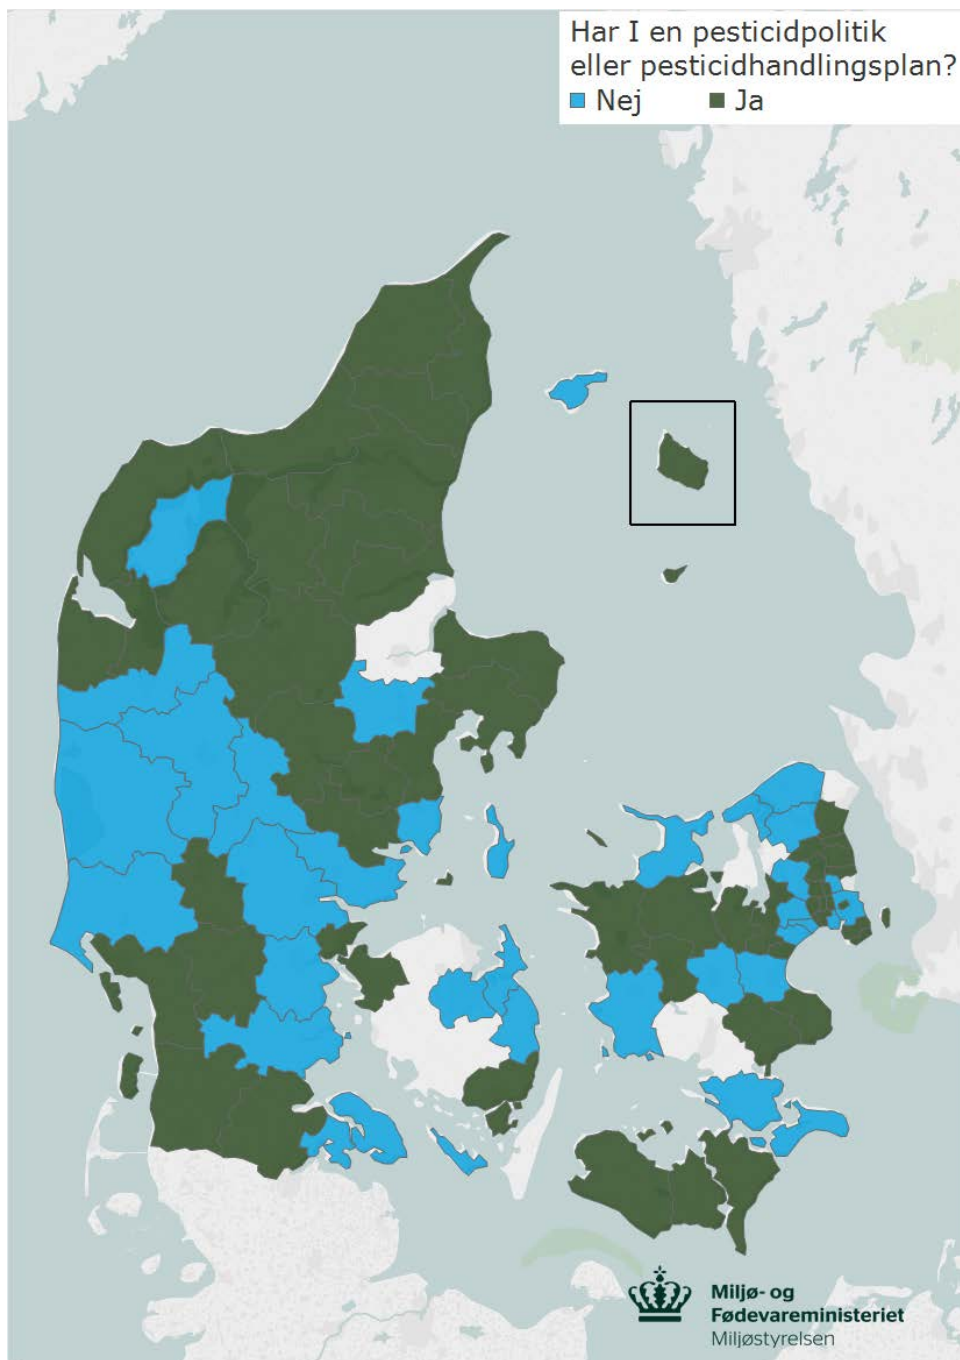 Har I en pesticidpolitik
eller pesticidhandlingsplan?
Nej Ja
Miljø- og
Fødevareministeriet
Miljøstyrelsen